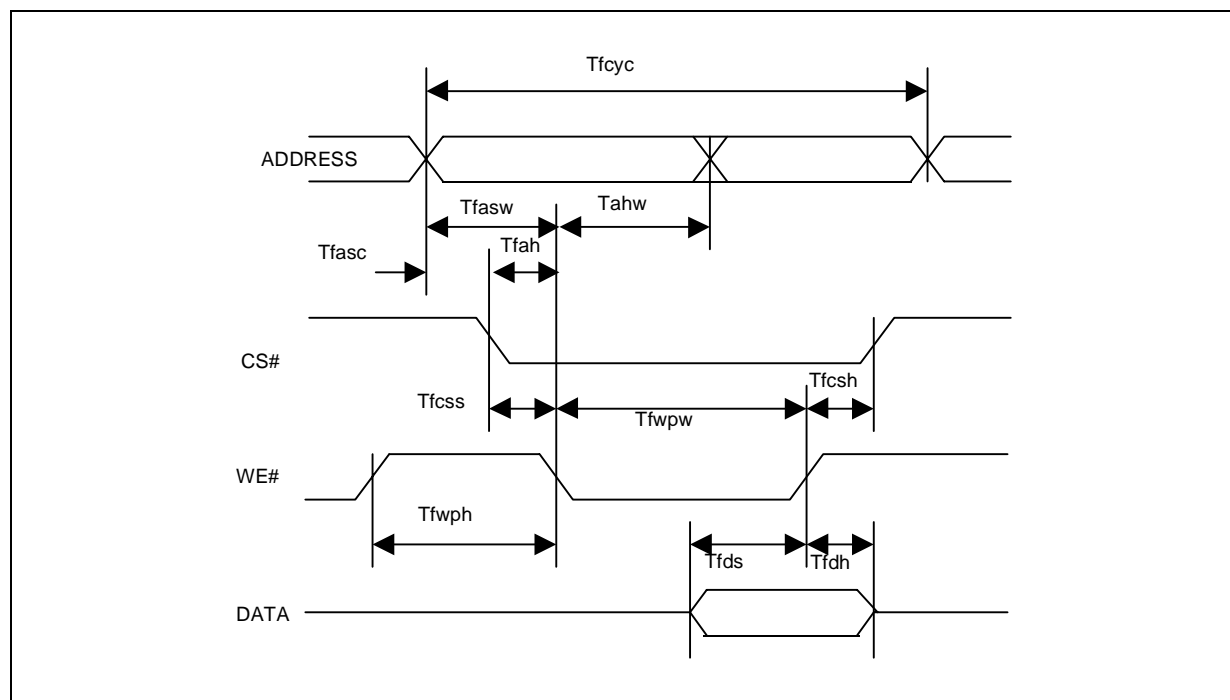 Tfcyc
ADDRESS
Tfasw
Tahw
Tfasc
Tfah
CS#
Tfcss
Tfwpw
Tfcsh
WE#
Tfwph
Tfds
Tfdh
DATA